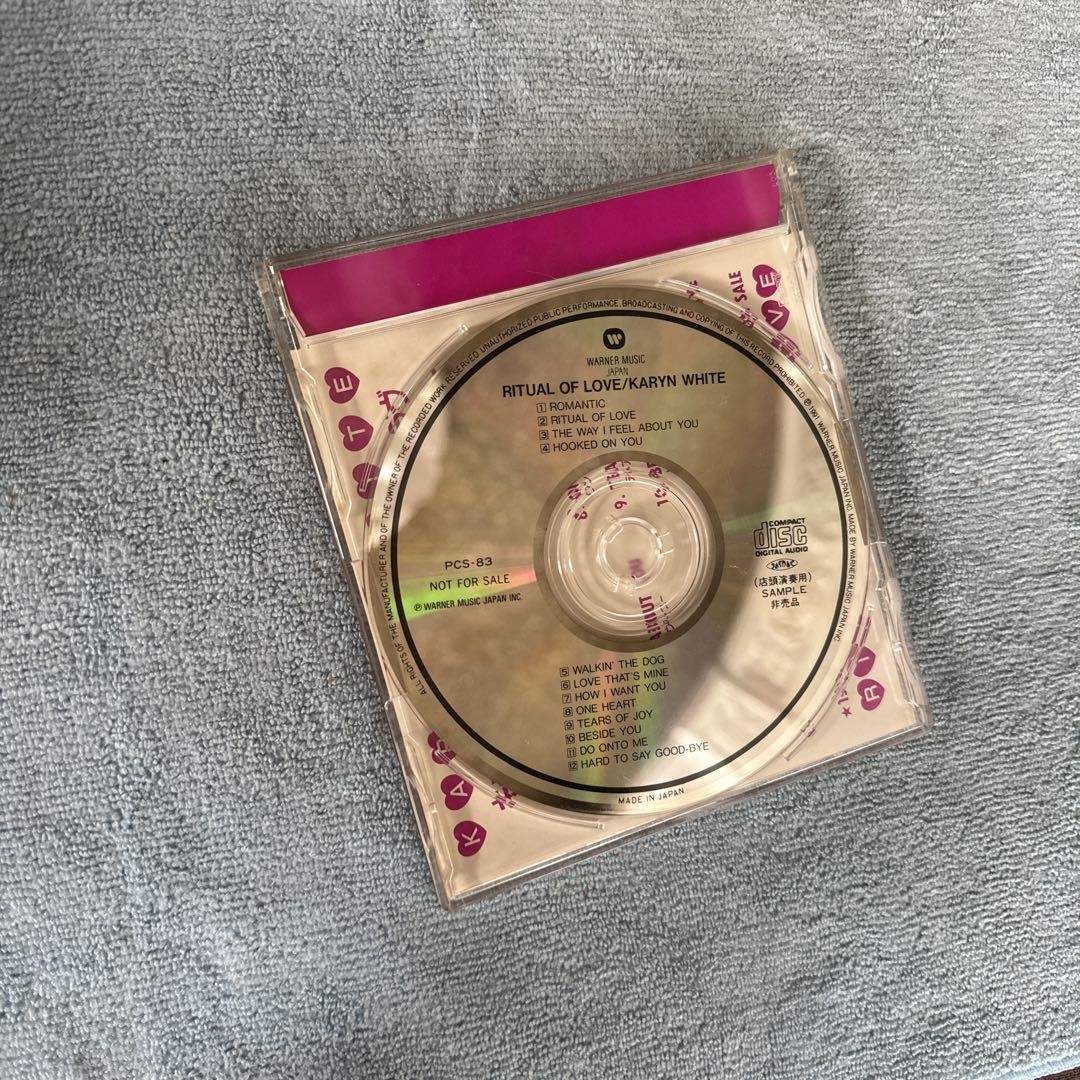 WARNER MUSIC
JAPAN
RITUAL OF LOVE/KARYN WHITE
1 ROMANTIC
2 RITUAL OF LOVE
3 THE WAY I FEEL ABOUT YOU
4 HOOKED ON YOU
PCS-83
NOT FOR SALE
Ⓟ WARNER MUSIC JAPAN INC.
COMPACT
disc
DIGITAL AUDIO
(店頭演奏用)
SAMPLE
非売品
5 WALKIN' THE DOG
6 LOVE THAT'S MINE
7 HOW I WANT YOU
8 ONE HEART
9 TEARS OF JOY
10 BESIDE YOU
11 DO ONTO ME
12 HARD TO SAY GOOD-BYE
MADE IN JAPAN
ALL RIGHTS OF THE MANUFACTURER AND OF THE OWNER OF THE RECORDED WORK RESERVED. UNAUTHORIZED PUBLIC PERFORMANCE, BROADCASTING AND COPYING OF THIS RECORD PROHIBITED. Ⓟ 1991 WARNER MUSIC JAPAN INC. MADE BY WARNER MUSIC JAPAN INC.
K A
T E
SALE
V E
R I